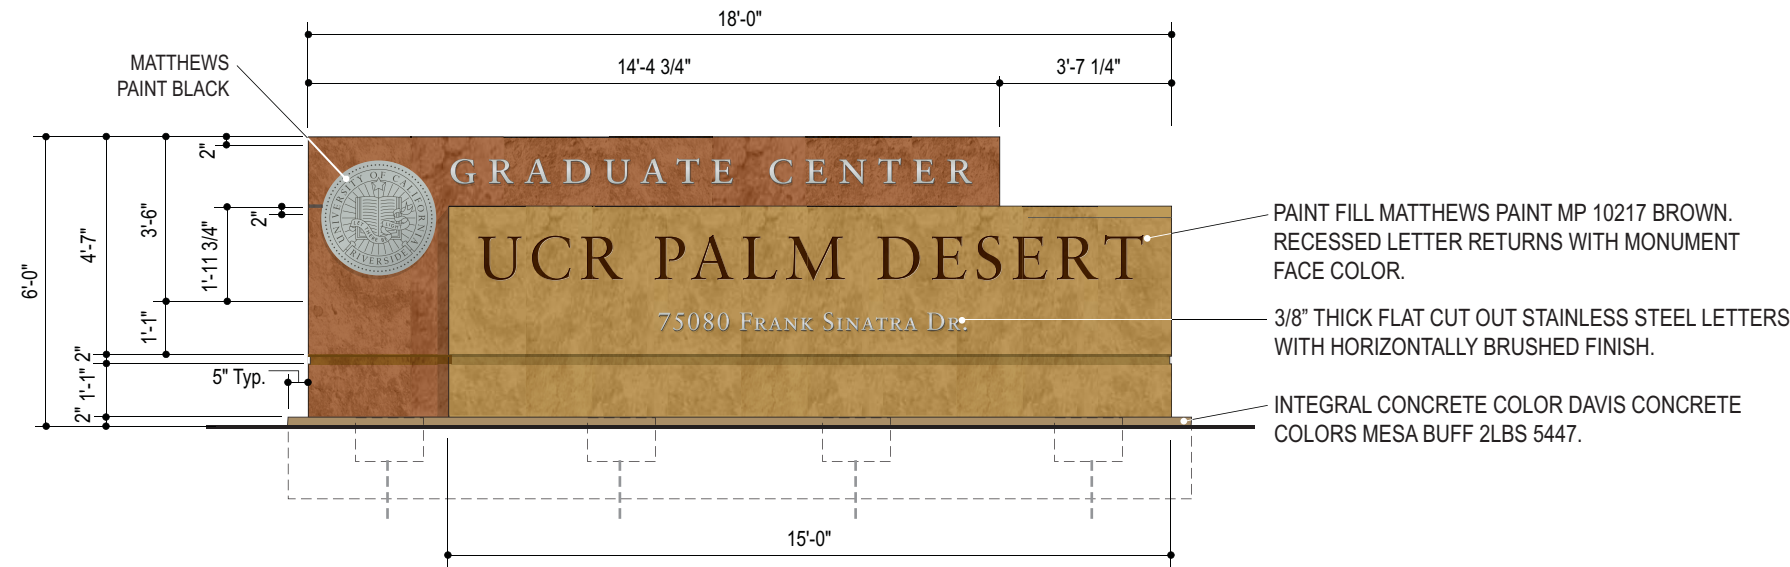 18'-0"
14'-4 3/4"
3'-7 1/4"
MATTHEWS
PAINT BLACK
2"
3'-6"
4'-7"
6'-0"
1'-11 3/4"
2"
1'-1"
2"
1'-1"
2"
5" Typ.
UNIVERSITY OF CALIFORNIA
RIVERSIDE
GRADUATE CENTER
UCR PALM DESERT
75080 FRANK SINATRA DR.
PAINT FILL MATTHEWS PAINT MP 10217 BROWN.
RECESSED LETTER RETURNS WITH MONUMENT
FACE COLOR.
3/8” THICK FLAT CUT OUT STAINLESS STEEL LETTERS
WITH HORIZONTALLY BRUSHED FINISH.
INTEGRAL CONCRETE COLOR DAVIS CONCRETE
COLORS MESA BUFF 2LBS 5447.
15'-0"